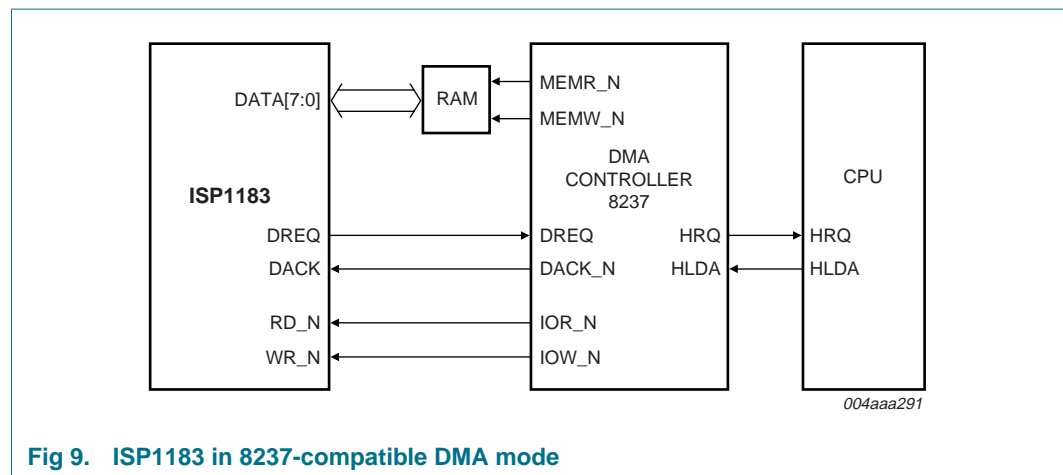 DATA[7:0]
RAM
MEMR_N
MEMW_N
DMA
CONTROLLER
8237
CPU
ISP1183
DREQ
DREQ
HRQ
HRQ
DACK
DACK_N
HLDA
HLDA
RD_N
IOR_N
WR_N
IOW_N
004aaa291
Fig 9. ISP1183 in 8237-compatible DMA mode